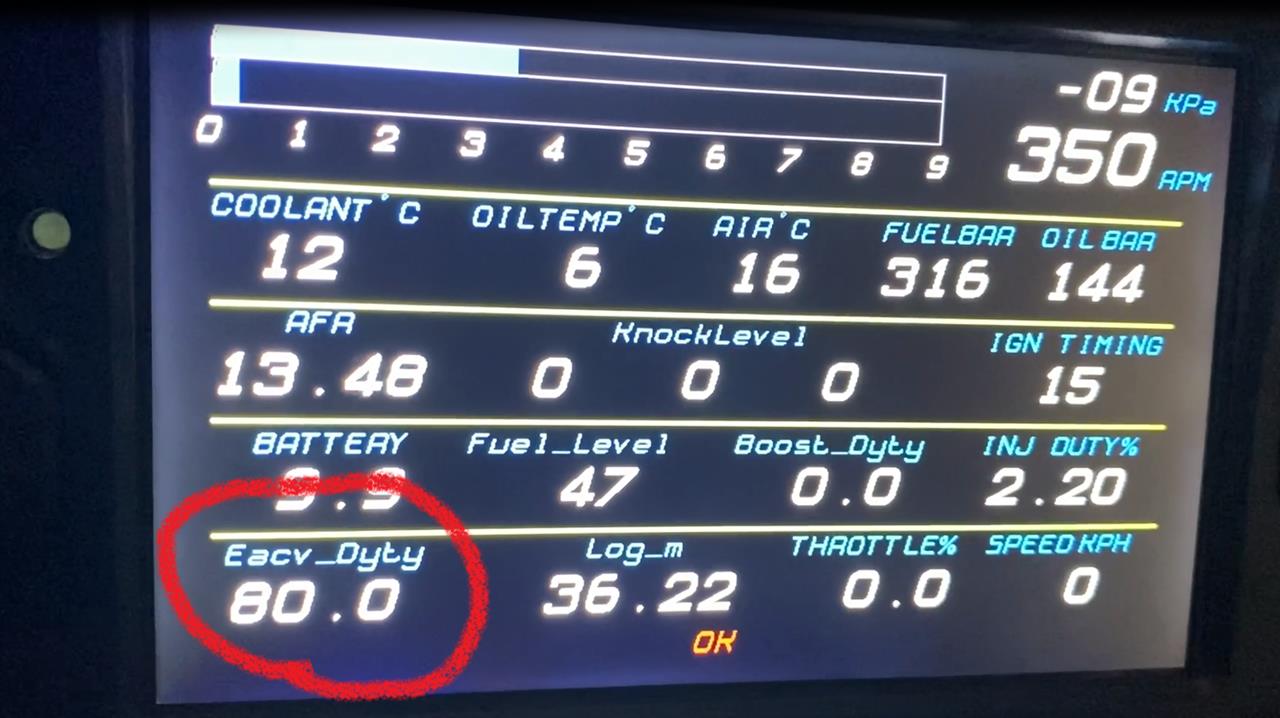 -09 KPa
350 RPM
0 1 2 3 4 5 6 7 8 9
COOLANT°C OILTEMP°C AIR°C FUELBAR OILBAR
12 6 16 316 144
AFR KnockLevel IGN TIMING
13.48 0 0 0 15
BATTERY Fuel_Level Boost_Dyty INJ DUTY%
9.9 47 0.0 2.20
Eacv_Dyty Log_m THROTTLE% SPEEDKPH
80.0 36.22 0.0 0
OK